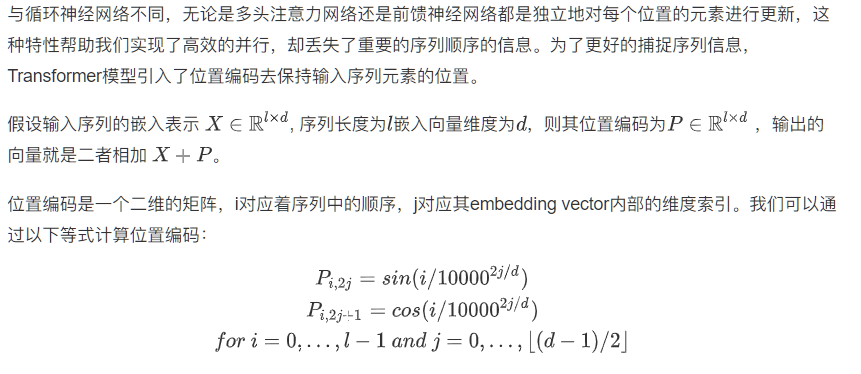 与循环神经网络不同，无论是多头注意力网络还是前馈神经网络都是独立地对每个位置的元素进行更新，这
种特性帮助我们实现了高效的并行，却丢失了重要的序列顺序的信息。为了更好的捕捉序列信息，
Transformer模型引入了位置编码去保持输入序列元素的位置。
假设输入序列的嵌入表示 X ∈ ℝ^{l×d}, 序列长度为l嵌入向量维度为d，则其位置编码为P ∈ ℝ^{l×d} ，输出的
向量就是二者相加 X + P。
位置编码是一个二维的矩阵，i对应着序列中的顺序，j对应其embedding vector内部的维度索引。我们可以通
过以下等式计算位置编码：
P_{i,2j} = sin(i/10000^{2j/d})
P_{i,2j+1} = cos(i/10000^{2j/d})
for i = 0, . . . , l − 1 and j = 0, . . . , ⌊(d − 1)/2⌋